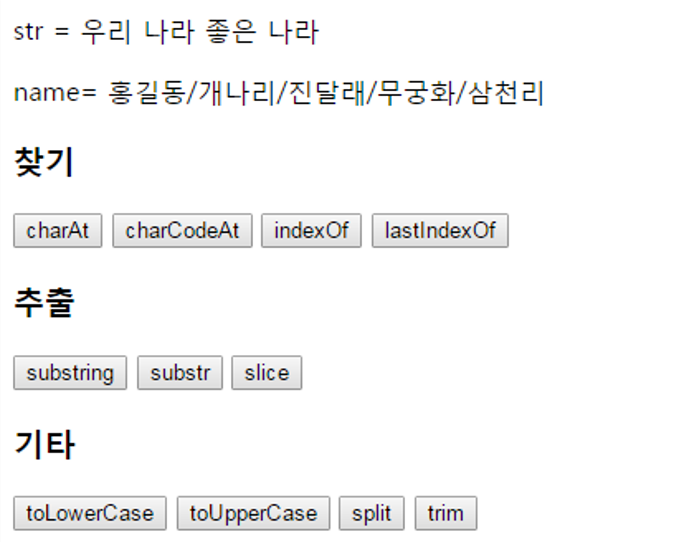 str = 우리 나라 좋은 나라
name= 홍길동/개나리/진달래/무궁화/삼천리
찾기
charAt charCodeAt indexOf lastIndexOf
추출
substring substr slice
기타
toLowerCase toUpperCase split trim